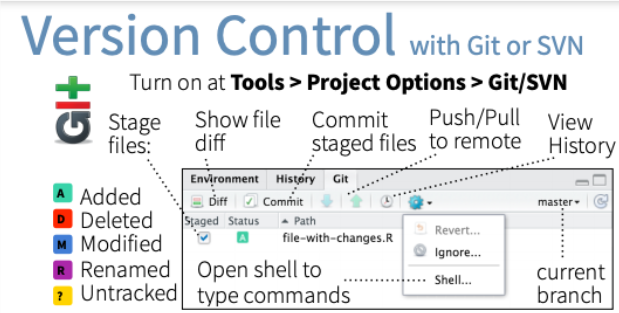 Version Control with Git or SVN
Turn on at Tools > Project Options > Git/SVN
git
Stage files:
Show file diff
Commit staged files
Push/Pull to remote
View History
A Added
D Deleted
M Modified
R Renamed
? Untracked
Environment History Git
Diff Commit master
Staged Status Path
A file-with-changes.R
Revert...
Ignore...
Shell...
Open shell to
type commands
current
branch